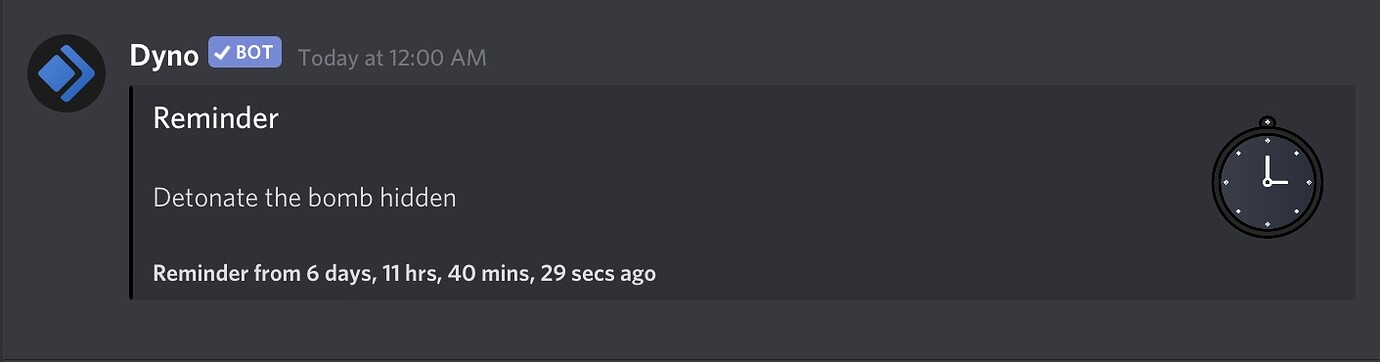 Dyno ✓ BOT Today at 12:00 AM
Reminder
Detonate the bomb hidden
Reminder from 6 days, 11 hrs, 40 mins, 29 secs ago